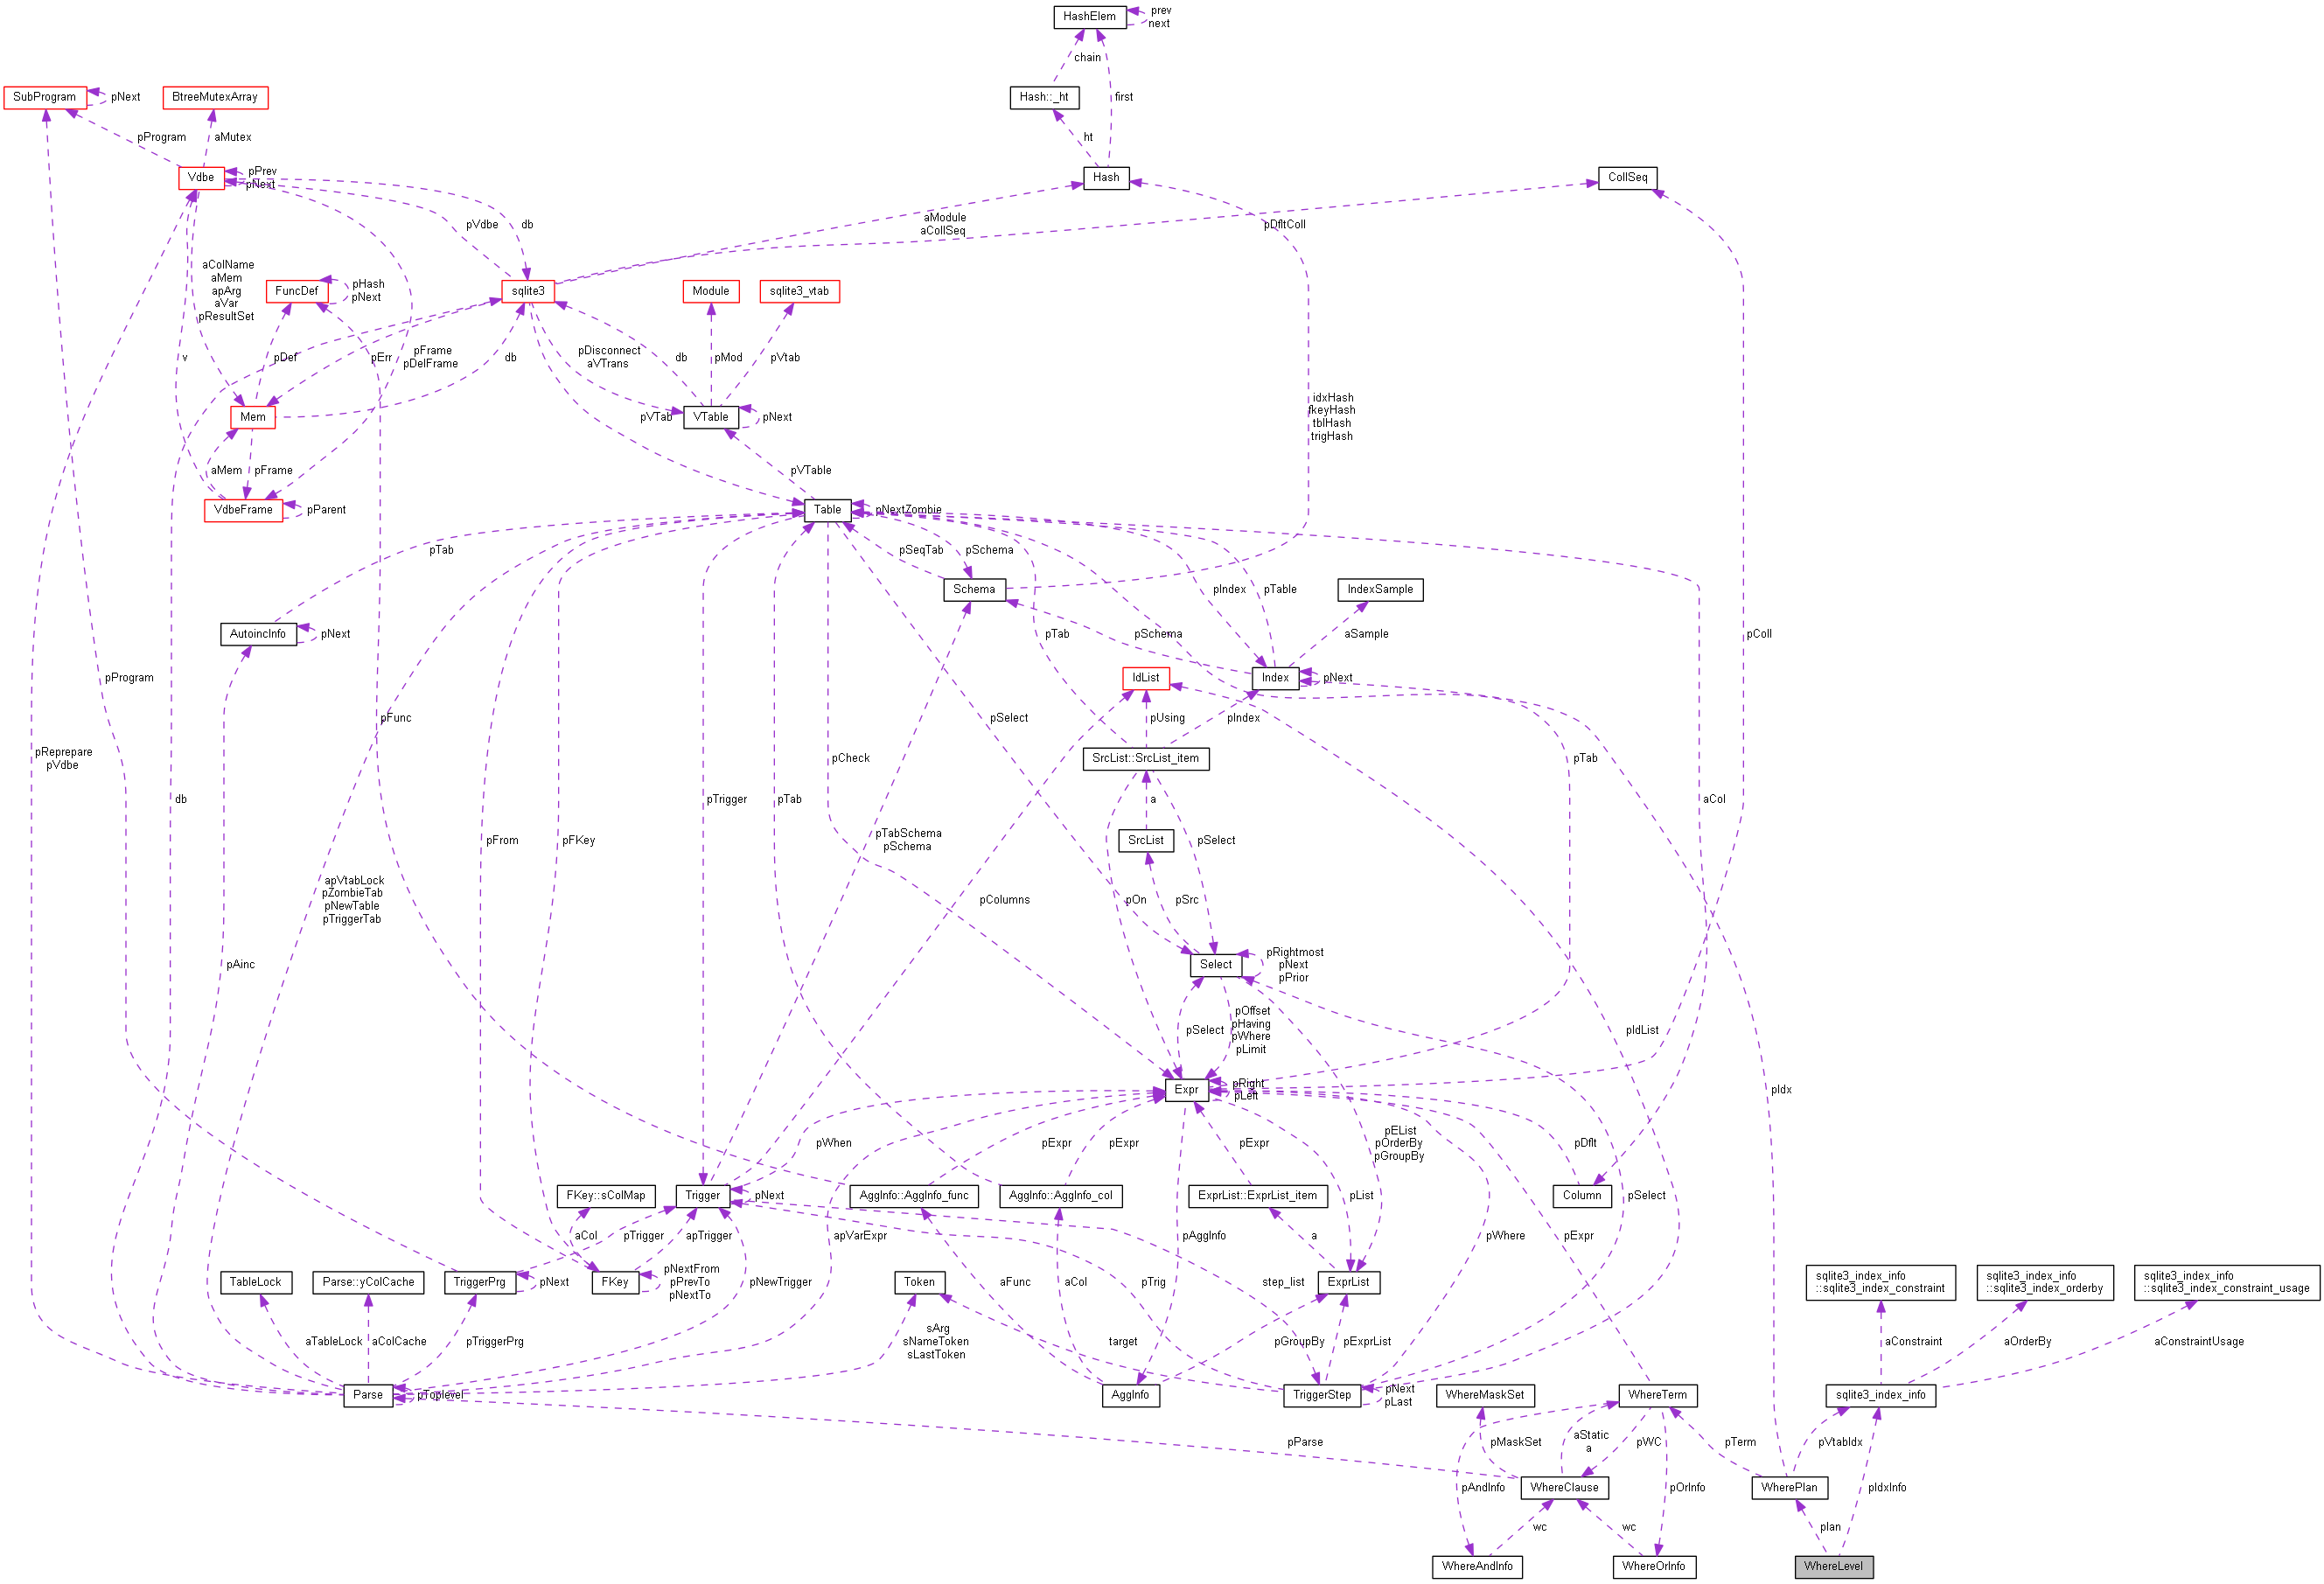 HashElem
prev
next
chain
SubProgram
pNext
BtreeMutexArray
Hash::_ht
first
pProgram
aMutex
ht
Vdbe
pPrev
pNext
Hash
CollSeq
pVdbe
db
aModule
aCollSeq
pDfltColl
aColName
aMem
apArg
aVar
pResultSet
FuncDef
pHash
pNext
sqlite3
Module
sqlite3_vtab
pDef
pErr
pFrame
pDelFrame
db
pDisconnect
aVTrans
db
pMod
pVtab
v
idxHash
fkeyHash
tblHash
trigHash
Mem
pVTab
VTable
pNext
aMem
pFrame
pVTable
VdbeFrame
pParent
Table
pNextZombie
pTab
pSeqTab
pSchema
Schema
pIndex
pTable
IndexSample
AutoincInfo
pNext
pTab
pSchema
aSample
pColl
pProgram
IdList
Index
pNext
pFunc
pSelect
pUsing
pIndex
pReprepare
pVdbe
pCheck
SrcList::SrcList_item
pTab
db
pTrigger
pTab
a
aCol
pFrom
pFKey
pTabSchema
pSchema
SrcList
pSelect
apVtabLock
pZombieTab
pNewTable
pTriggerTab
pColumns
pOn
pSrc
pAinc
Select
pRightmost
pNext
pPrior
pSelect
pOffset
pHaving
pWhere
pLimit
pIdList
Expr
pRight
pLeft
pIdx
pWhen
pExpr
pExpr
pExpr
pEList
pOrderBy
pGroupBy
pDflt
FKey::sColMap
Trigger
pNext
AggInfo::AggInfo_func
AggInfo::AggInfo_col
ExprList::ExprList_item
pList
Column
pSelect
aCol
pTrigger
apTrigger
apVarExpr
pAggInfo
a
pWhere
pExpr
TableLock
Parse::yColCache
TriggerPrg
pNext
FKey
pNextFrom
pPrevTo
pNextTo
pNewTrigger
Token
aFunc
aCol
pTrig
step_list
ExprList
sqlite3_index_info
::sqlite3_index_constraint
sqlite3_index_info
::sqlite3_index_orderby
sqlite3_index_info
::sqlite3_index_constraint_usage
aTableLock
aColCache
pTriggerPrg
sArg
sNameToken
sLastToken
target
pGroupBy
pExprList
aConstraint
aOrderBy
aConstraintUsage
Parse
pToplevel
AggInfo
TriggerStep
pNext
pLast
WhereMaskSet
WhereTerm
sqlite3_index_info
pParse
pMaskSet
aStatic
a
pWC
pTerm
pVtabIdx
pAndInfo
WhereClause
pOrInfo
WherePlan
pIdxInfo
wc
wc
plan
WhereAndInfo
WhereOrInfo
WhereLevel